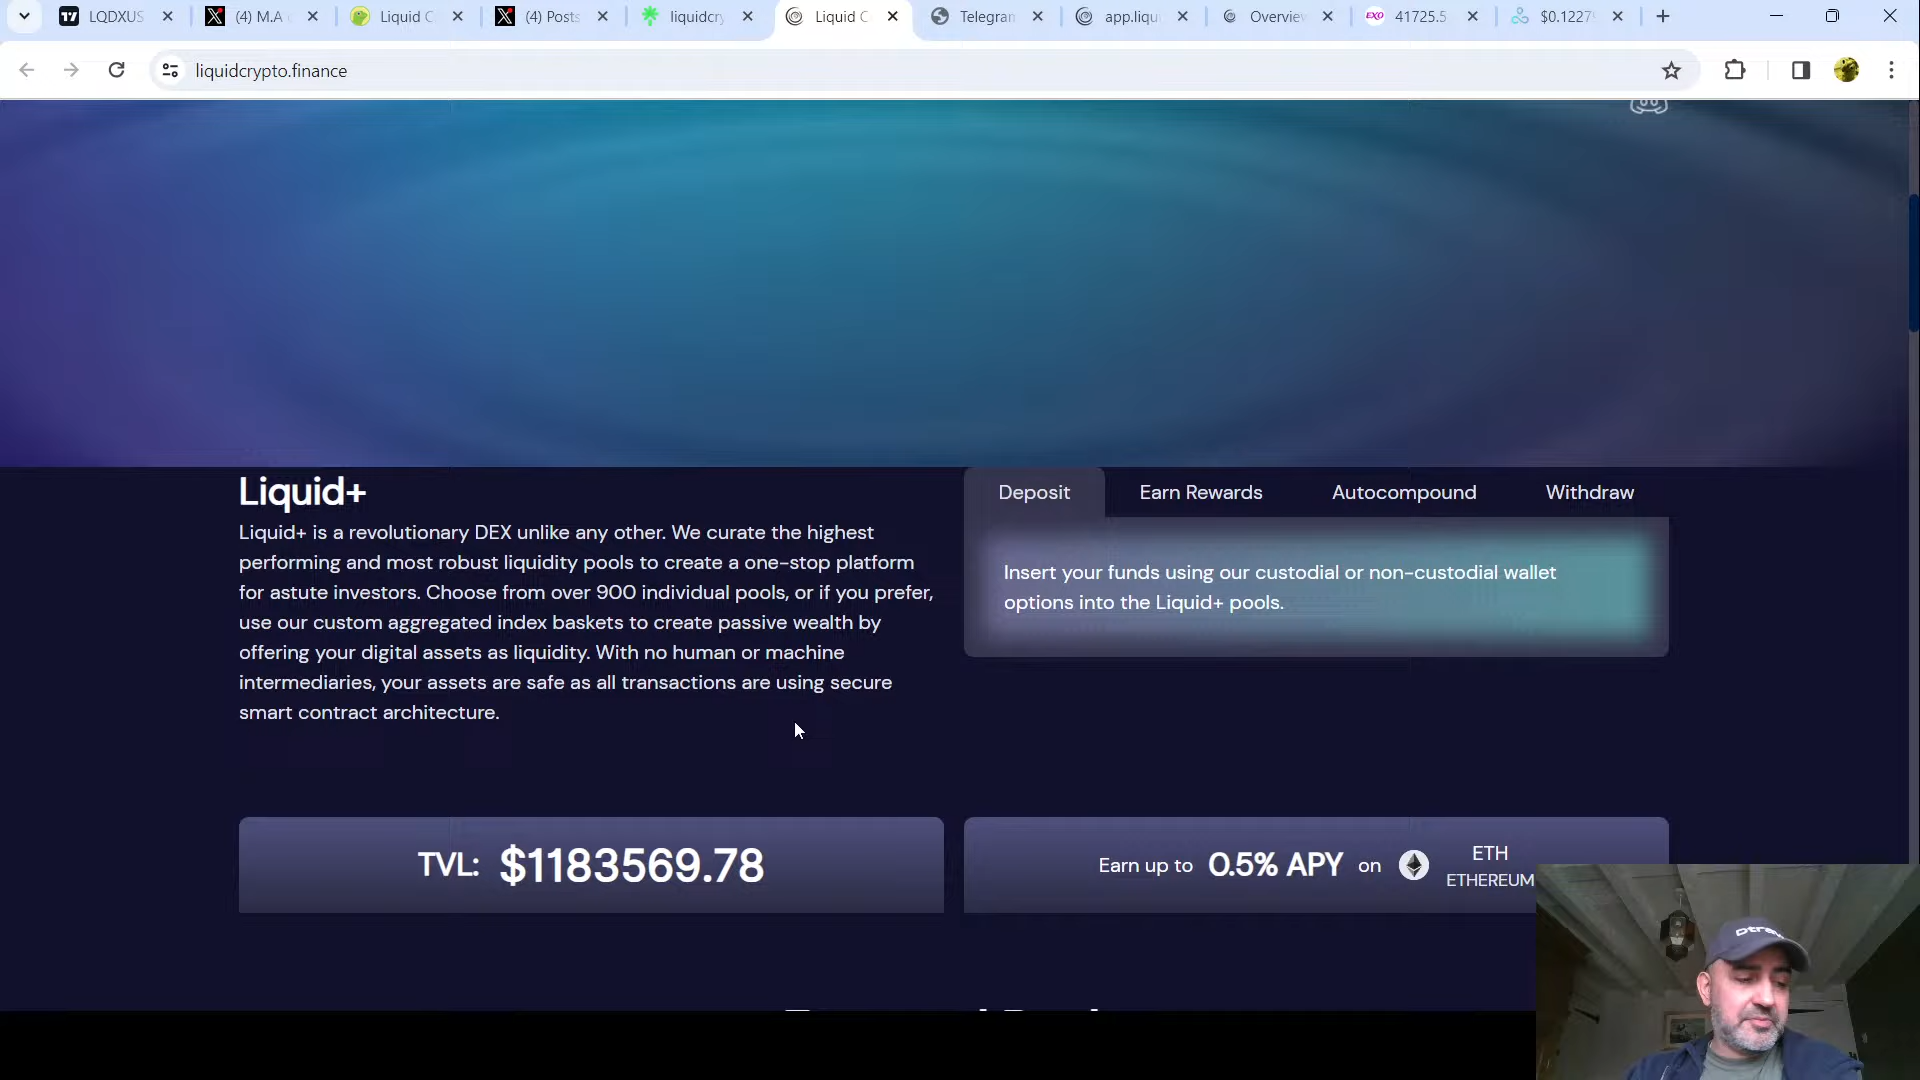 LQDXUS
(4) M.A
Liquid C
(4) Posts
liquidcry
Liquid C
Telegram
app.liqu
Overview
EXO
41725.5
$0.1227
liquidcrypto.finance
Liquid+
Liquid+ is a revolutionary DEX unlike any other. We curate the highest
performing and most robust liquidity pools to create a one-stop platform
for astute investors. Choose from over 900 individual pools, or if you prefer,
use our custom aggregated index baskets to create passive wealth by
offering your digital assets as liquidity. With no human or machine
intermediaries, your assets are safe as all transactions are using secure
smart contract architecture.
Deposit
Earn Rewards
Autocompound
Withdraw
Insert your funds using our custodial or non-custodial wallet
options into the Liquid+ pools.
TVL: $1183569.78
Earn up to 0.5% APY on
ETH
ETHEREUM